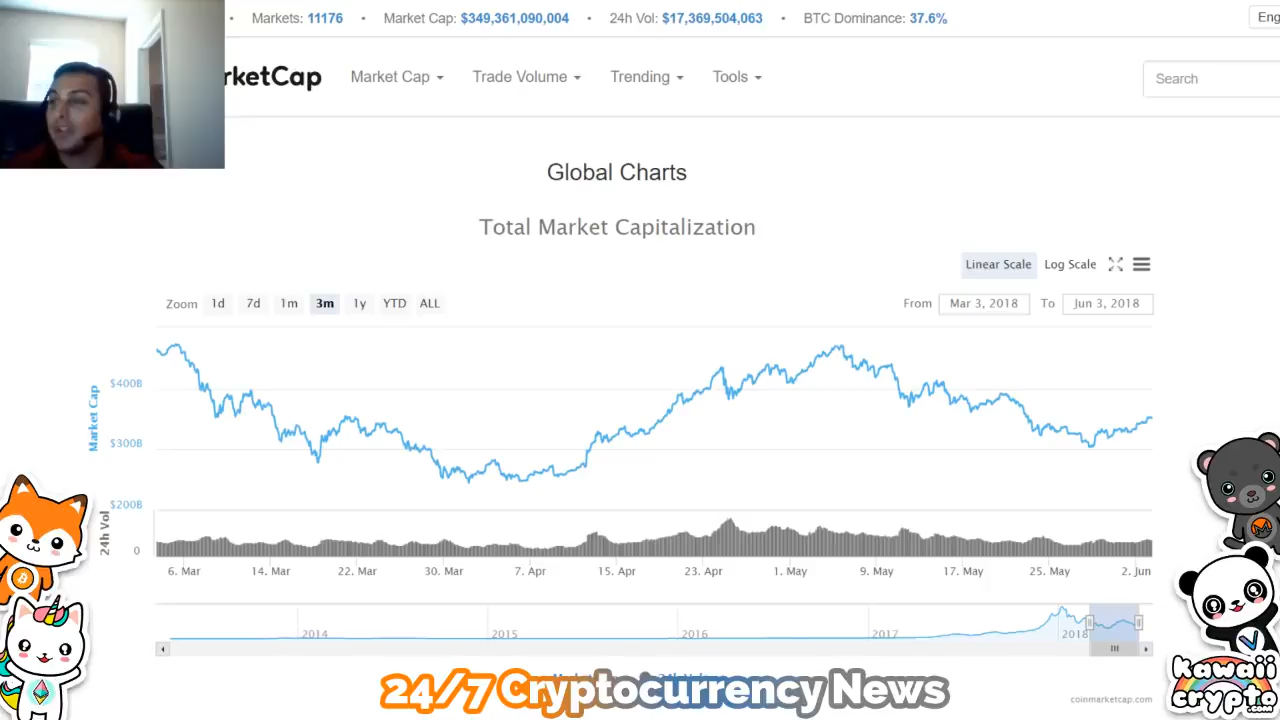 Markets: 11176 • Market Cap: $349,361,090,004 • 24h Vol: $17,369,504,063 • BTC Dominance: 37.6%
Eng
rketCap Market Cap Trade Volume Trending Tools Search
Global Charts
Total Market Capitalization
Linear Scale Log Scale
Zoom 1d 7d 1m 3m 1y YTD ALL From Mar 3, 2018 To Jun 3, 2018
Market Cap
$400B
$300B
$200B
24h Vol
0
6. Mar 14. Mar 22. Mar 30. Mar 7. Apr 15. Apr 23. Apr 1. May 9. May 17. May 25. May 2. Jun
2014 2015 2016 2017 2018
24/7 Cryptocurrency News
coinmarketcap.com
kawaii
crypto
.com